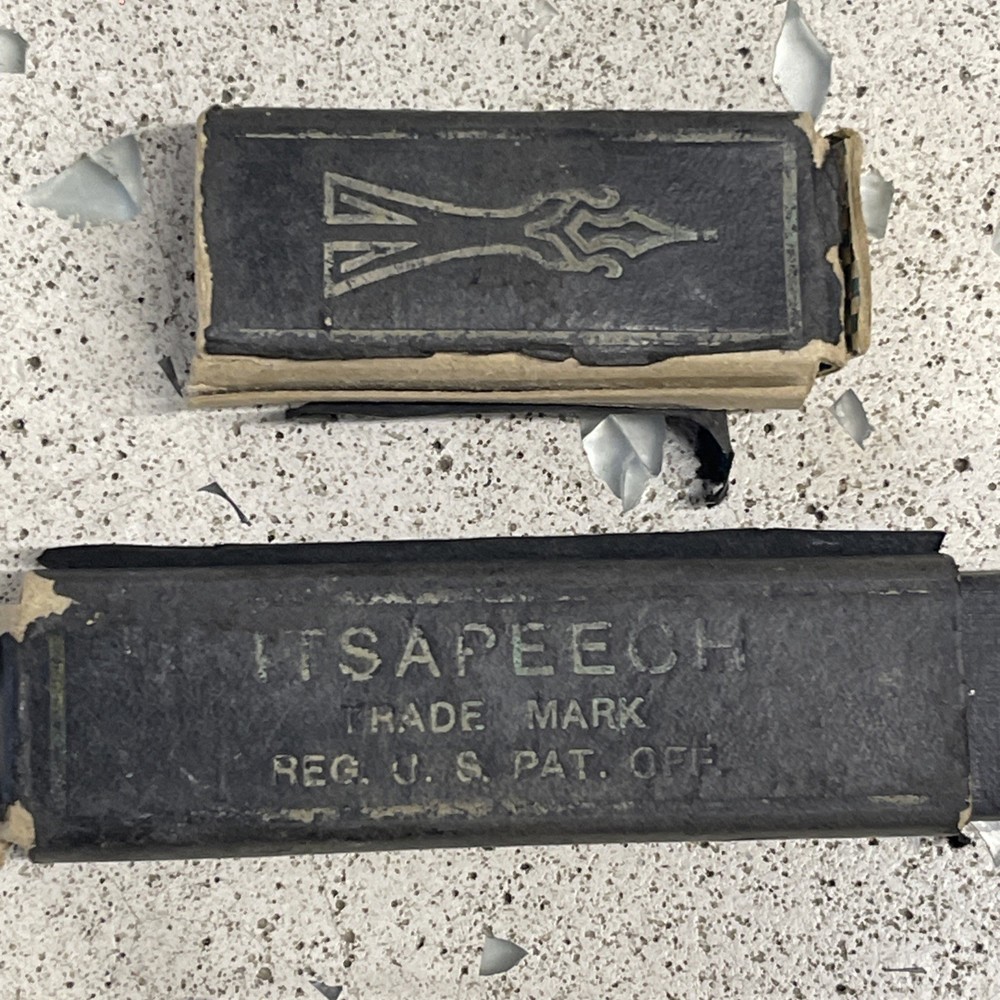 ITSAPEECH
TRADE MARK
REG. U. S. PAT. OFF.